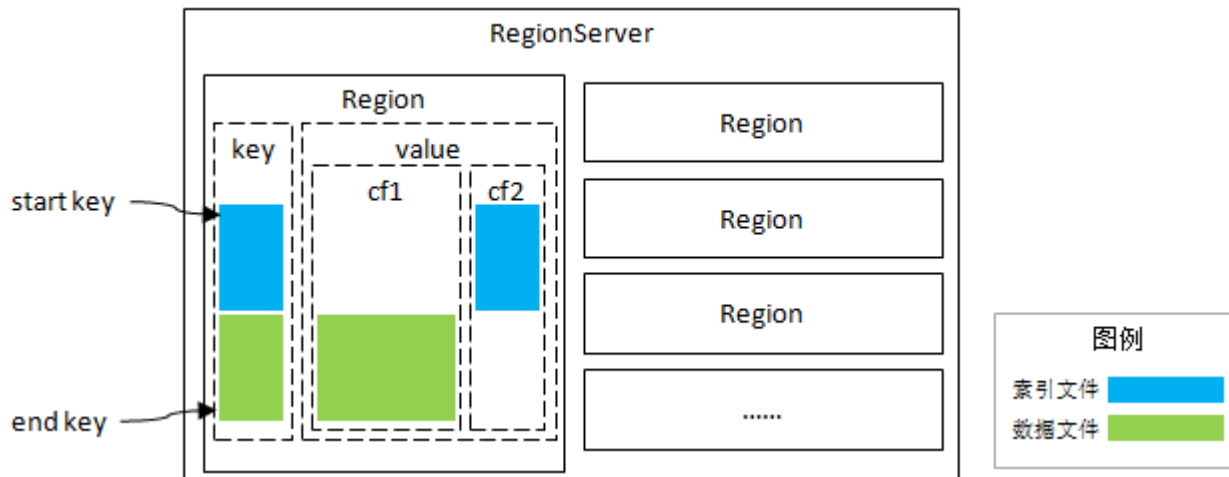 RegionServer
Region
key
value
cf1
cf2
start key
end key
Region
Region
Region
......
图例
索引文件
数据文件